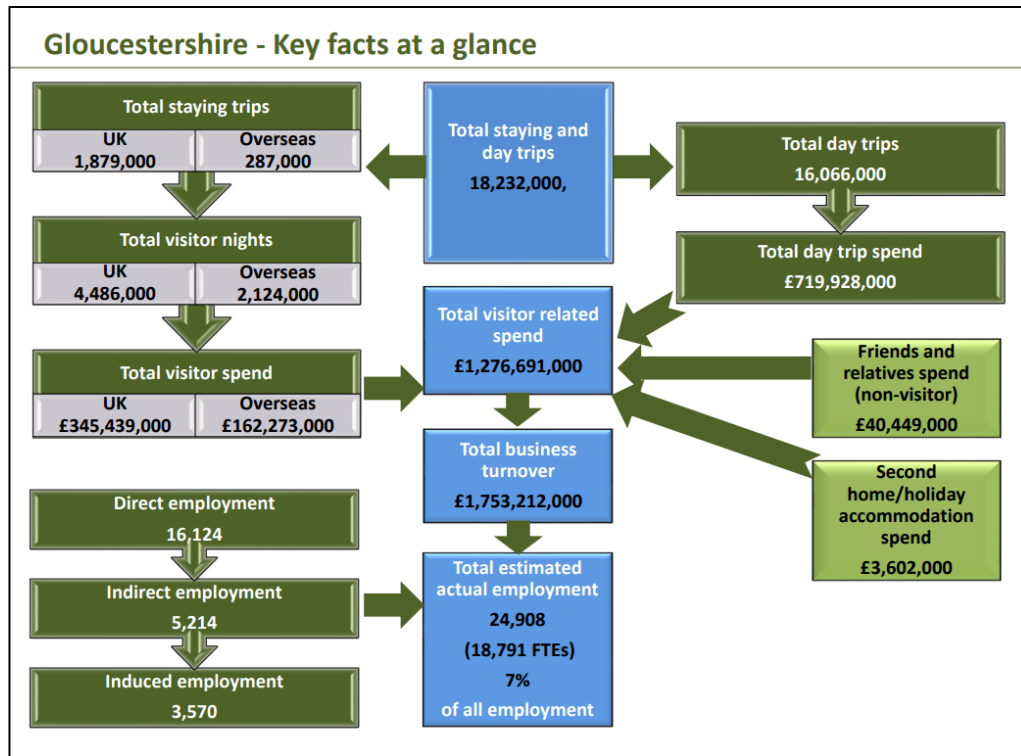 Gloucestershire - Key facts at a glance
Total staying trips
UK
1,879,000
Overseas
287,000
Total visitor nights
UK
4,486,000
Overseas
2,124,000
Total visitor spend
UK
£345,439,000
Overseas
£162,273,000
Direct employment
16,124
Indirect employment
5,214
Induced employment
3,570
Total staying and
day trips
18,232,000,
Total visitor related
spend
£1,276,691,000
Total business
turnover
£1,753,212,000
Total estimated
actual employment
24,908
(18,791 FTEs)
7%
of all employment
Total day trips
16,066,000
Total day trip spend
£719,928,000
Friends and
relatives spend
(non-visitor)
£40,449,000
Second
home/holiday
accommodation
spend
£3,602,000